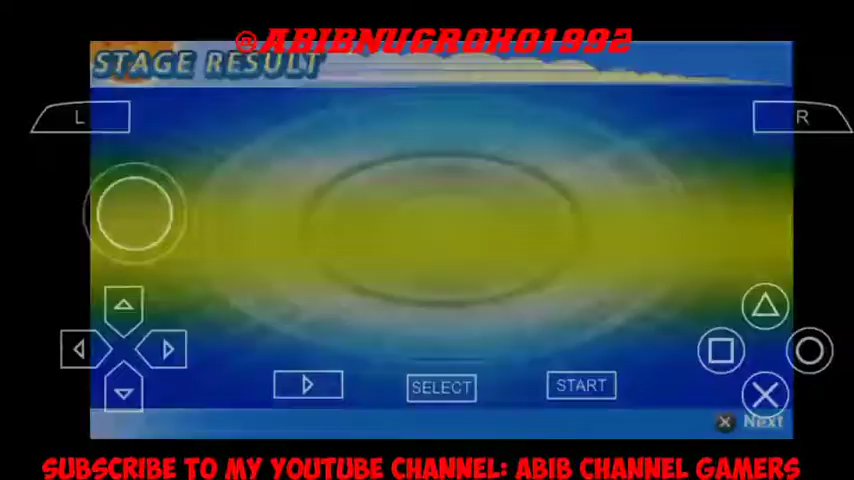 @ABIBNUGROHO1992
STAGE RESULT
L
R
SELECT
START
Next
SUBSCRIBE TO MY YOUTUBE CHANNEL: ABIB CHANNEL GAMERS